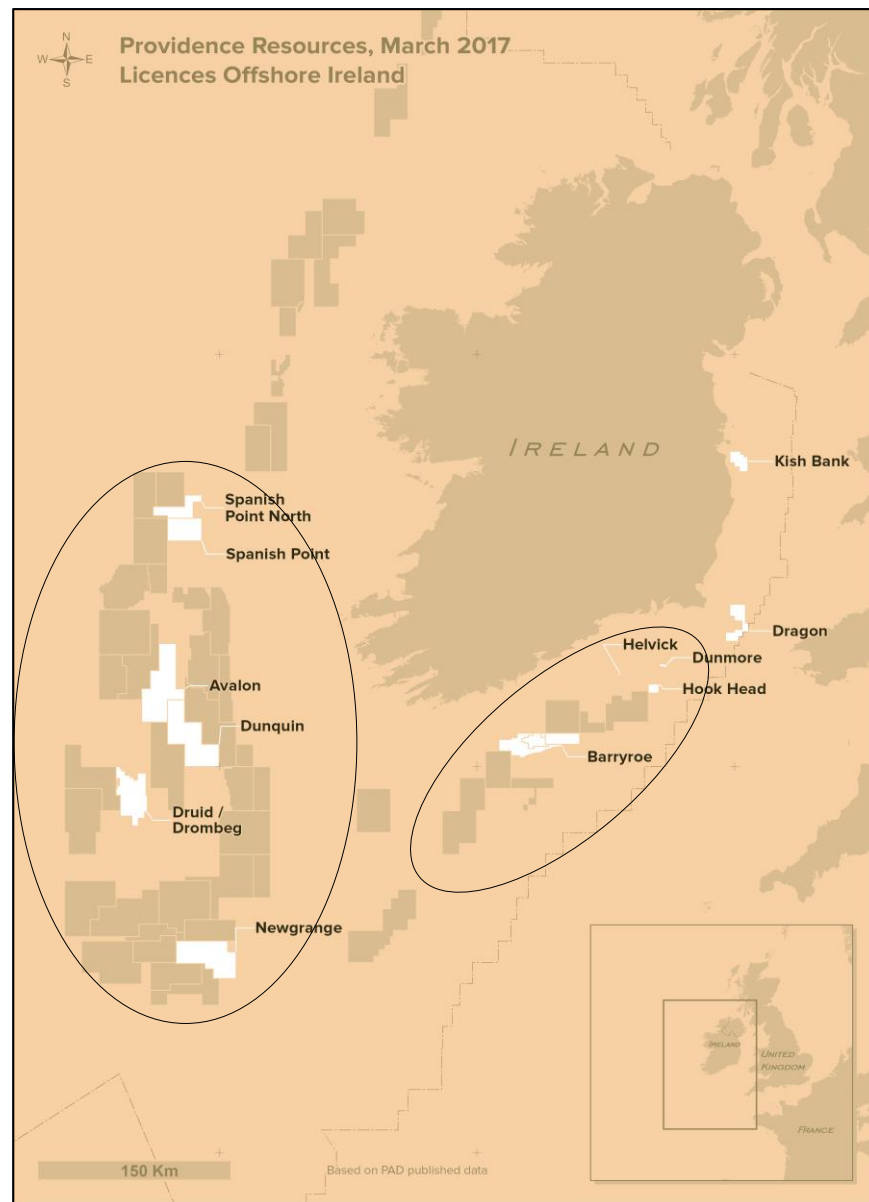 N
W E
S
Providence Resources, March 2017
Licences Offshore Ireland
IRELAND
Kish Bank
Spanish
Point North
Spanish Point
Dragon
Helvick
Dunmore
Avalon
Hook Head
Dunquin
Barryroe
Druid /
Drombeg
Newgrange
IRELAND
UNITED
KINGDOM
FRANCE
150 Km
Based on PAD published data